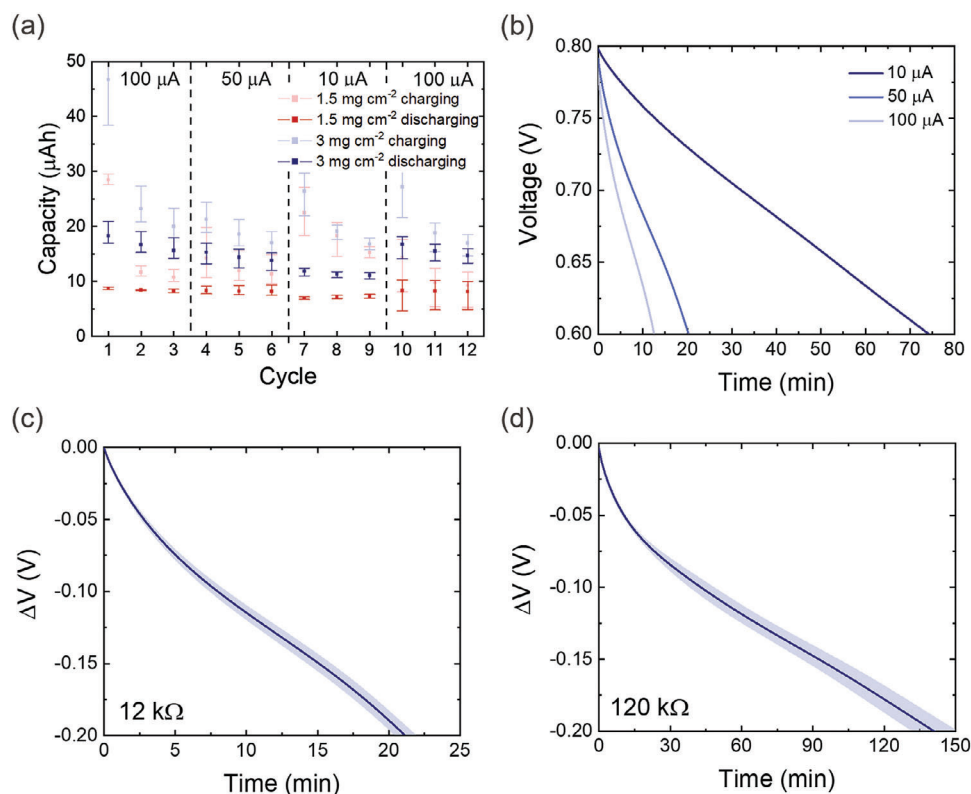 (a)
50
40
30
20
10
0
Capacity (μAh)
100 μA
50 μA
10 μA
100 μA
1.5 mg cm⁻² charging
1.5 mg cm⁻² discharging
3 mg cm⁻² charging
3 mg cm⁻² discharging
1 2 3 4 5 6 7 8 9 10 11 12
Cycle
(b)
0.80
0.75
0.70
0.65
0.60
Voltage (V)
10 μA
50 μA
100 μA
0 10 20 30 40 50 60 70 80
Time (min)
(c)
0.00
-0.05
-0.10
-0.15
-0.20
ΔV (V)
12 kΩ
0 5 10 15 20 25
Time (min)
(d)
0.00
-0.05
-0.10
-0.15
-0.20
ΔV (V)
120 kΩ
0 30 60 90 120 150
Time (min)